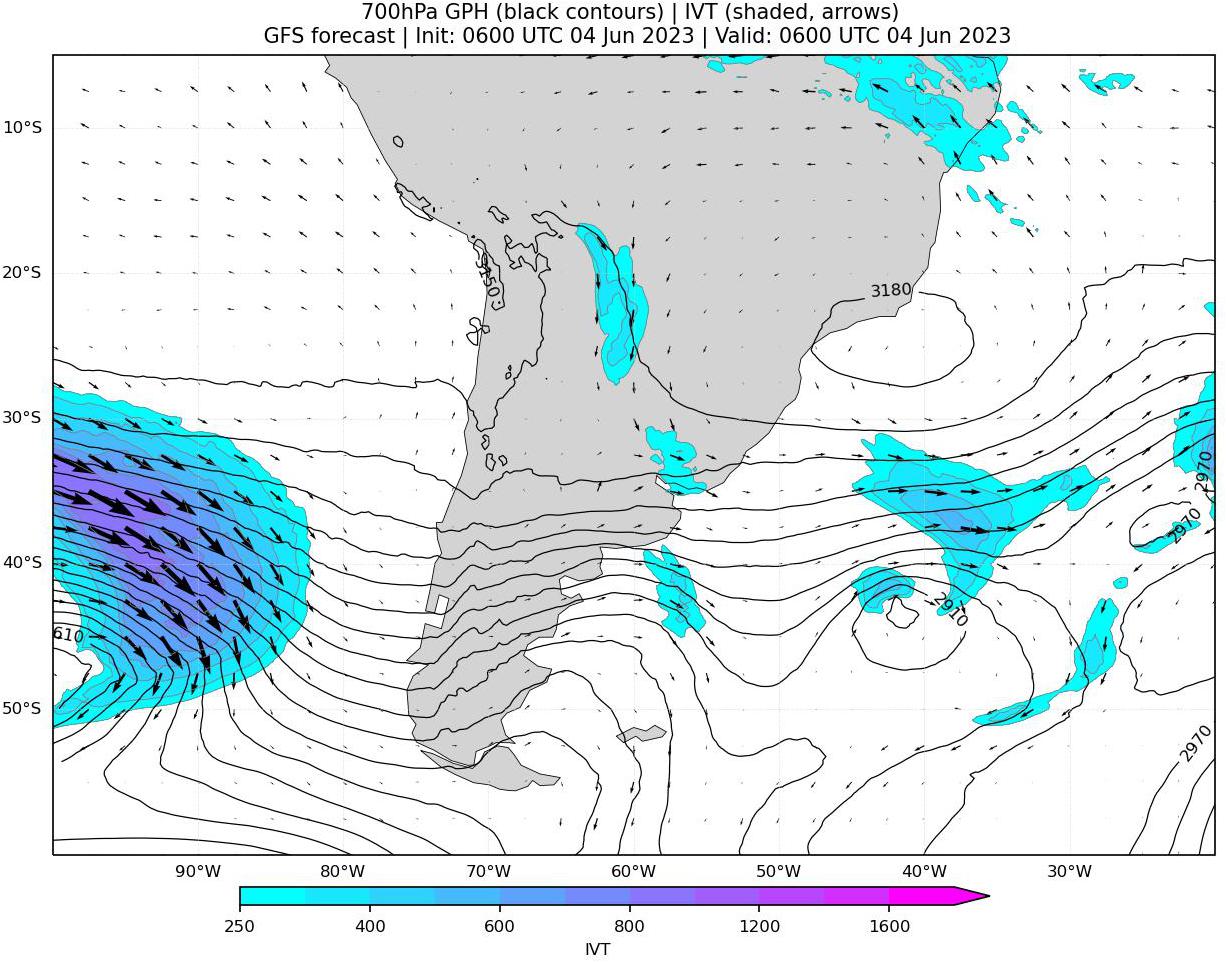 700hPa GPH (black contours) | IVT (shaded, arrows)
GFS forecast | Init: 0600 UTC 04 Jun 2023 | Valid: 0600 UTC 04 Jun 2023
10°S
20°S
30°S
40°S
50°S
3150
3180
2970
2970
2910
610
2970
90°W 80°W 70°W 60°W 50°W 40°W 30°W
250 400 600 800 1200 1600
IVT